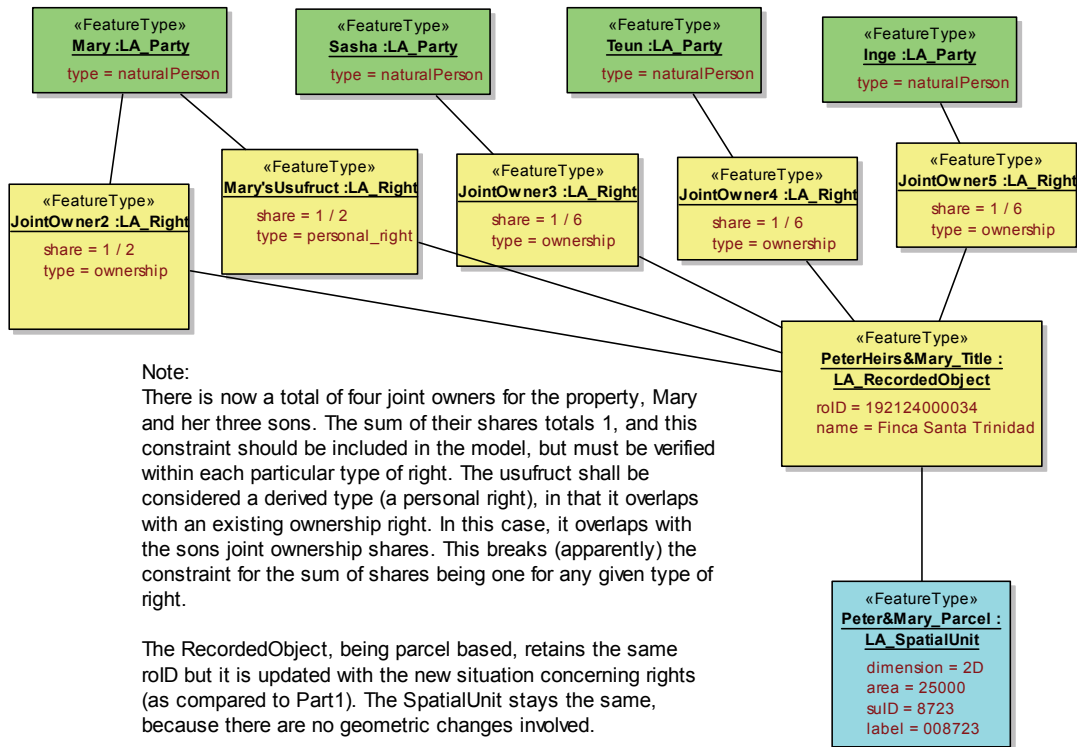 «FeatureType»
Mary :LA_Party
type = naturalPerson
«FeatureType»
Sasha :LA_Party
type = naturalPerson
«FeatureType»
Teun :LA_Party
type = naturalPerson
«FeatureType»
Inge :LA_Party
type = naturalPerson
«FeatureType»
JointOwner2 :LA_Right
share = 1 / 2
type = ownership
«FeatureType»
Mary'sUsufruct :LA_Right
share = 1 / 2
type = personal_right
«FeatureType»
JointOwner3 :LA_Right
share = 1 / 6
type = ownership
«FeatureType»
JointOwner4 :LA_Right
share = 1 / 6
type = ownership
«FeatureType»
JointOwner5 :LA_Right
share = 1 / 6
type = ownership
«FeatureType»
PeterHeirs&Mary_Title :
LA_RecordedObject
roID = 192124000034
name = Finca Santa Trinidad
Note:
There is now a total of four joint owners for the property, Mary
and her three sons. The sum of their shares totals 1, and this
constraint should be included in the model, but must be verified
within each particular type of right. The usufruct shall be
considered a derived type (a personal right), in that it overlaps
with an existing ownership right. In this case, it overlaps with
the sons joint ownership shares. This breaks (apparently) the
constraint for the sum of shares being one for any given type of
right.
The RecordedObject, being parcel based, retains the same
roID but it is updated with the new situation concerning rights
(as compared to Part1). The SpatialUnit stays the same,
because there are no geometric changes involved.
«FeatureType»
Peter&Mary_Parcel :
LA_SpatialUnit
dimension = 2D
area = 25000
suID = 8723
label = 008723